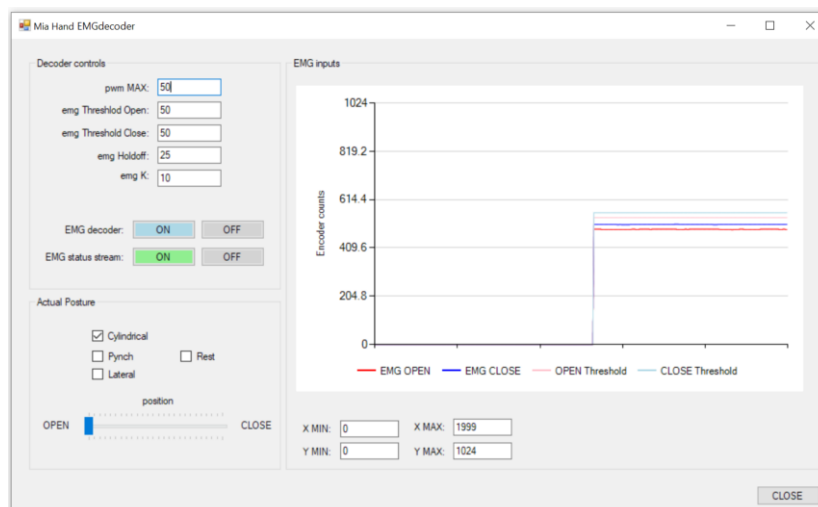 Mia Hand EMGdecoder
Decoder controls
pwm MAX: 50
emg Threshlod Open: 50
emg Threshold Close: 50
emg Holdoff: 25
emg K: 10
EMG decoder: ON OFF
EMG status stream: ON OFF
Actual Posture
Cylindrical
Pynch Rest
Lateral
position
OPEN CLOSE
EMG inputs
1024
819.2
614.4
409.6
204.8
0
Encoder counts
EMG OPEN EMG CLOSE OPEN Threshold CLOSE Threshold
X MIN: 0 X MAX: 1999
Y MIN: 0 Y MAX: 1024
CLOSE